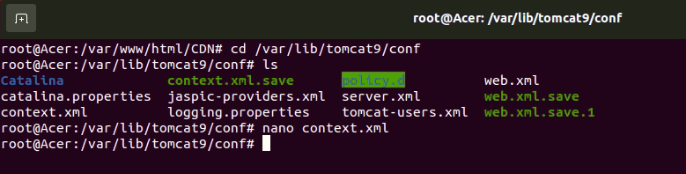 root@Acer: /var/lib/tomcat9/conf
root@Acer:/var/www/html/CDN# cd /var/lib/tomcat9/conf
root@Acer:/var/lib/tomcat9/conf# ls
Catalina context.xml.save policy.d web.xml
catalina.properties jaspic-providers.xml server.xml web.xml.save
context.xml logging.properties tomcat-users.xml web.xml.save.1
root@Acer:/var/lib/tomcat9/conf# nano context.xml
root@Acer:/var/lib/tomcat9/conf#